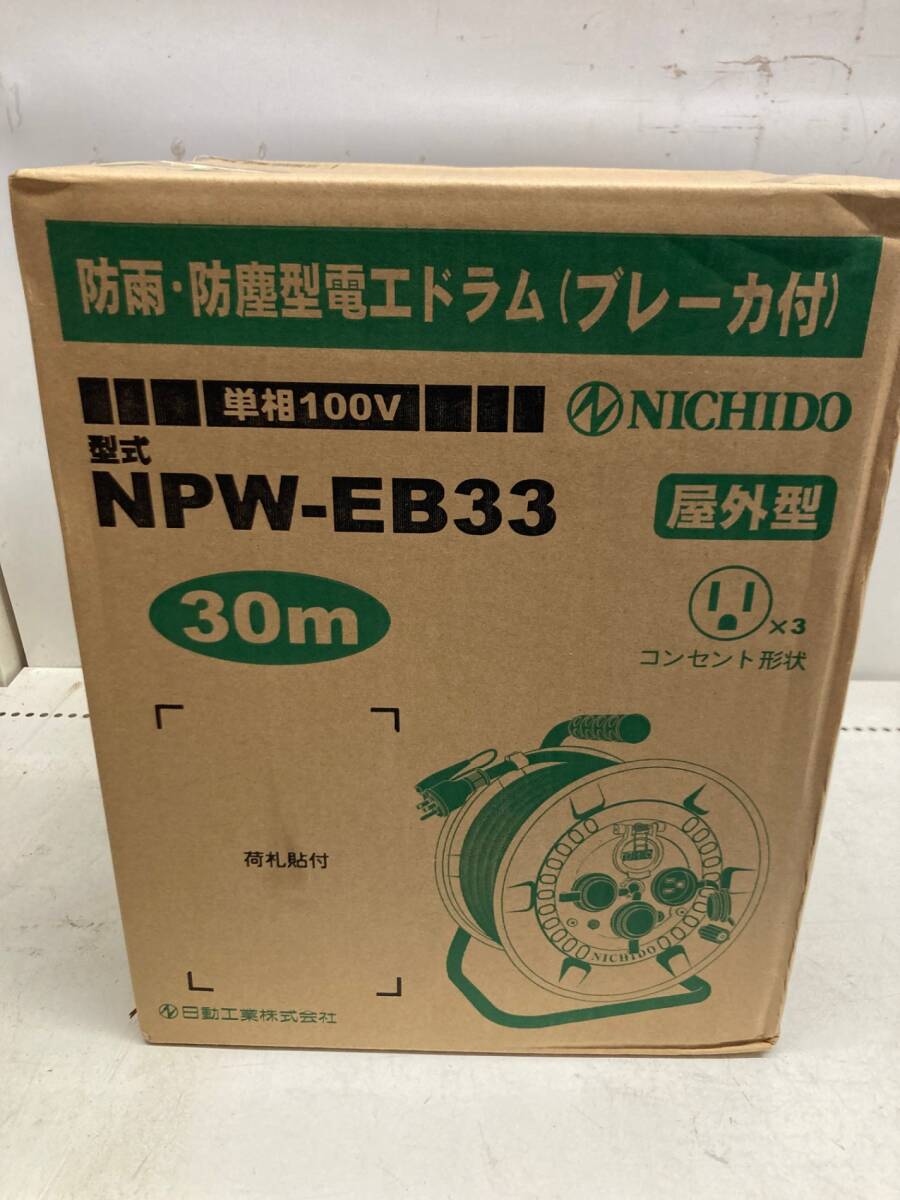 防雨・防塵型電工ドラム(ブレーカ付)
単相100V
NICHIDO
型式
NPW-EB33
屋外型
30m
×3
コンセント形状
荷札貼付
NICHIDO
日動工業株式会社